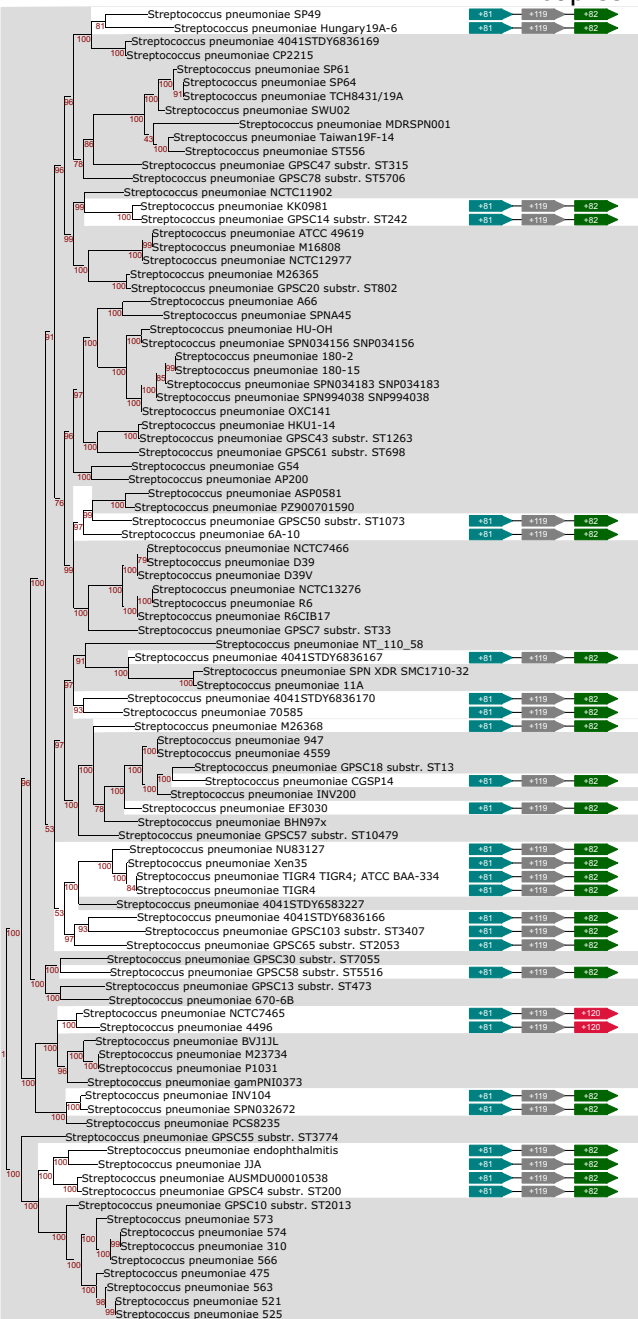 Streptococcus pneumoniae SP49 +81 +119 +82
Streptococcus pneumoniae Hungary19A-6 +81 +119 +82
Streptococcus pneumoniae 4041STDY6836169
Streptococcus pneumoniae CP2215
Streptococcus pneumoniae SP61
Streptococcus pneumoniae SP64
Streptococcus pneumoniae TCH8431/19A
Streptococcus pneumoniae SWU02
Streptococcus pneumoniae MDRSPN001
Streptococcus pneumoniae Taiwan19F-14
Streptococcus pneumoniae ST556
Streptococcus pneumoniae GPSC47 substr. ST315
Streptococcus pneumoniae GPSC78 substr. ST5706
Streptococcus pneumoniae NCTC11902
Streptococcus pneumoniae KK0981 +81 +119 +82
Streptococcus pneumoniae GPSC14 substr. ST242 +81 +119 +82
Streptococcus pneumoniae ATCC 49619
Streptococcus pneumoniae M16808
Streptococcus pneumoniae NCTC12977
Streptococcus pneumoniae M26365
Streptococcus pneumoniae GPSC20 substr. ST802
Streptococcus pneumoniae A66
Streptococcus pneumoniae SPNA45
Streptococcus pneumoniae HU-OH
Streptococcus pneumoniae SPN034156 SNP034156
Streptococcus pneumoniae 180-2
Streptococcus pneumoniae 180-15
Streptococcus pneumoniae SPN034183 SNP034183
Streptococcus pneumoniae SPN994038 SNP994038
Streptococcus pneumoniae OXC141
Streptococcus pneumoniae HKU1-14
Streptococcus pneumoniae GPSC43 substr. ST1263
Streptococcus pneumoniae GPSC61 substr. ST698
Streptococcus pneumoniae G54
Streptococcus pneumoniae AP200
Streptococcus pneumoniae ASP0581
Streptococcus pneumoniae PZ900701590
Streptococcus pneumoniae GPSC50 substr. ST1073 +81 +119 +82
Streptococcus pneumoniae 6A-10 +81 +119 +82
Streptococcus pneumoniae NCTC7466
Streptococcus pneumoniae D39
Streptococcus pneumoniae D39V
Streptococcus pneumoniae NCTC13276
Streptococcus pneumoniae R6
Streptococcus pneumoniae R6CIB17
Streptococcus pneumoniae GPSC7 substr. ST33
Streptococcus pneumoniae NT_110_58
Streptococcus pneumoniae 4041STDY6836167 +81 +119 +82
Streptococcus pneumoniae SPN XDR SMC1710-32
Streptococcus pneumoniae 11A
Streptococcus pneumoniae 4041STDY6836170 +81 +119 +82
Streptococcus pneumoniae 70585 +81 +119 +82
Streptococcus pneumoniae M26368 +81 +119 +82
Streptococcus pneumoniae 947
Streptococcus pneumoniae 4559
Streptococcus pneumoniae GPSC18 substr. ST13
Streptococcus pneumoniae CGSP14 +81 +119 +82
Streptococcus pneumoniae INV200
Streptococcus pneumoniae EF3030 +81 +119 +82
Streptococcus pneumoniae BHN97x
Streptococcus pneumoniae GPSC57 substr. ST10479
Streptococcus pneumoniae NU83127 +81 +119 +82
Streptococcus pneumoniae Xen35 +81 +119 +82
Streptococcus pneumoniae TIGR4 TIGR4; ATCC BAA-334 +81 +119 +82
Streptococcus pneumoniae TIGR4 +81 +119 +82
Streptococcus pneumoniae 4041STDY6583227
Streptococcus pneumoniae 4041STDY6836166 +81 +119 +82
Streptococcus pneumoniae GPSC103 substr. ST3407 +81 +119 +82
Streptococcus pneumoniae GPSC65 substr. ST2053 +81 +119 +82
Streptococcus pneumoniae GPSC30 substr. ST7055
Streptococcus pneumoniae GPSC58 substr. ST5516 +81 +119 +82
Streptococcus pneumoniae GPSC13 substr. ST473
Streptococcus pneumoniae 670-6B
Streptococcus pneumoniae NCTC7465 +81 +119 +120
Streptococcus pneumoniae 4496 +81 +119 +120
Streptococcus pneumoniae BVJ1JL
Streptococcus pneumoniae M23734
Streptococcus pneumoniae P1031
Streptococcus pneumoniae gamPNI0373
Streptococcus pneumoniae INV104 +81 +119 +82
Streptococcus pneumoniae SPN032672 +81 +119 +82
Streptococcus pneumoniae PCS8235
Streptococcus pneumoniae GPSC55 substr. ST3774
Streptococcus pneumoniae endophthalmitis +81 +119 +82
Streptococcus pneumoniae JJA +81 +119 +82
Streptococcus pneumoniae AUSMDU00010538 +81 +119 +82
Streptococcus pneumoniae GPSC4 substr. ST200 +81 +119 +82
Streptococcus pneumoniae GPSC10 substr. ST2013
Streptococcus pneumoniae 573
Streptococcus pneumoniae 574
Streptococcus pneumoniae 310
Streptococcus pneumoniae 566
Streptococcus pneumoniae 475
Streptococcus pneumoniae 563
Streptococcus pneumoniae 521
Streptococcus pneumoniae 525